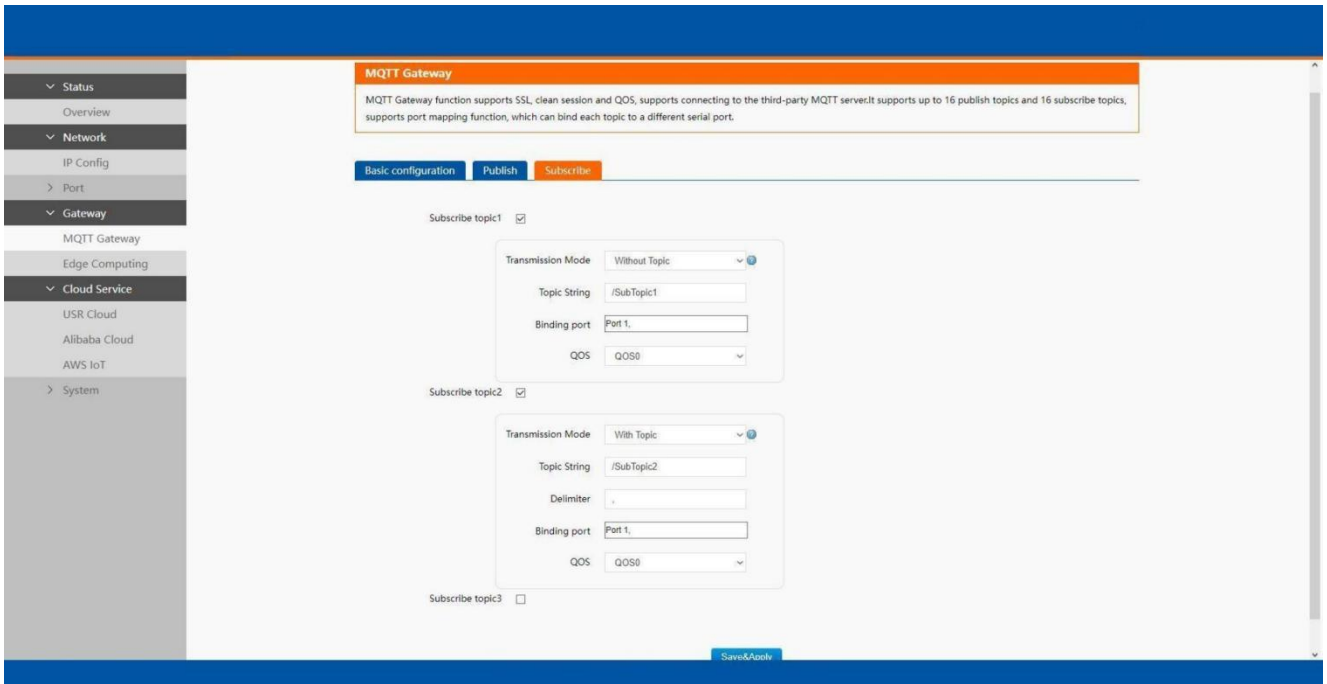 Status
Overview
Network
IP Config
Port
Gateway
MQTT Gateway
Edge Computing
Cloud Service
USR Cloud
Alibaba Cloud
AWS IoT
System
MQTT Gateway
MQTT Gateway function supports SSL, clean session and QOS, supports connecting to the third-party MQTT server.It supports up to 16 publish topics and 16 subscribe topics,
supports port mapping function, which can bind each topic to a different serial port.
Basic configuration Publish Subscribe
Subscribe topic1
Transmission Mode Without Topic
Topic String /SubTopic1
Binding port Port 1,
QOS QOS0
Subscribe topic2
Transmission Mode With Topic
Topic String /SubTopic2
Delimiter ,
Binding port Port 1,
QOS QOS0
Subscribe topic3
Save&Apply